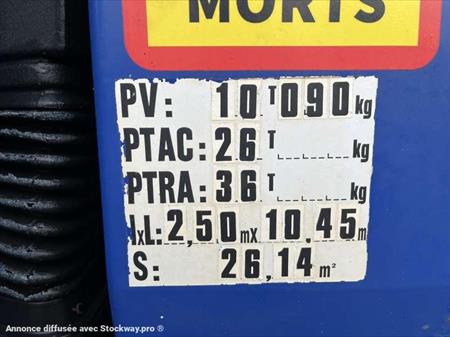 MORTS
PV: 10 T 090 kg
PTAC: 26 T kg
PTRA: 36 T kg
lxL: 2,50 mx 10,45 m
S: 26,14 m²
Annonce diffusée avec Stockway.pro ®